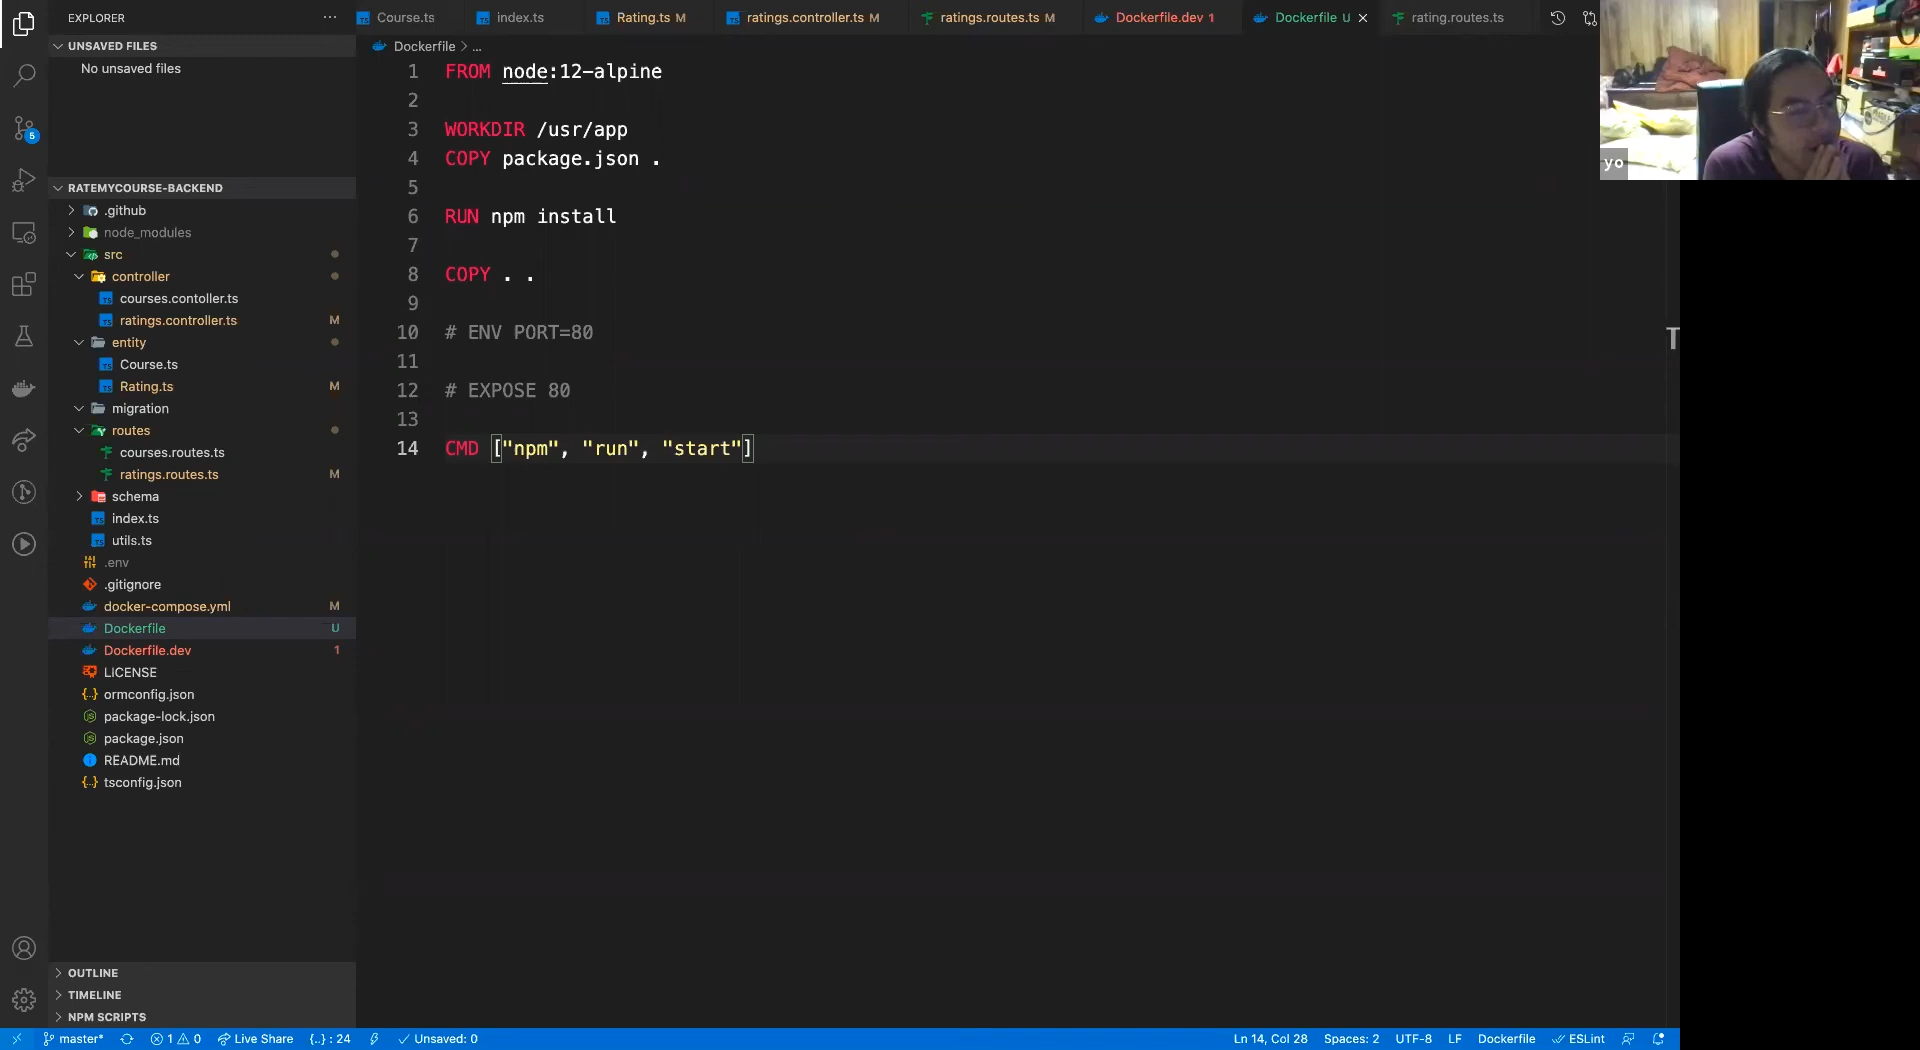 EXPLORER
UNSAVED FILES
No unsaved files
RATEMYCOURSE-BACKEND
.github
node_modules
src
controller
courses.contoller.ts
ratings.controller.ts M
entity
Course.ts
Rating.ts M
migration
routes
courses.routes.ts
ratings.routes.ts M
schema
index.ts
utils.ts
.env
.gitignore
docker-compose.yml M
Dockerfile U
Dockerfile.dev 1
LICENSE
ormconfig.json
package-lock.json
package.json
README.md
tsconfig.json
OUTLINE
TIMELINE
NPM SCRIPTS
5
Course.ts
index.ts
Rating.ts M
ratings.controller.ts M
ratings.routes.ts M
Dockerfile.dev 1
Dockerfile U
rating.routes.ts
Dockerfile > ...
1 FROM node:12-alpine
2
3 WORKDIR /usr/app
4 COPY package.json .
5
6 RUN npm install
7
8 COPY . .
9
10 # ENV PORT=80
11
12 # EXPOSE 80
13
14 CMD ["npm", "run", "start"]
yo
master* 1 0 Live Share {..} : 24 Unsaved: 0 Ln 14, Col 28 Spaces: 2 UTF-8 LF Dockerfile ESLint